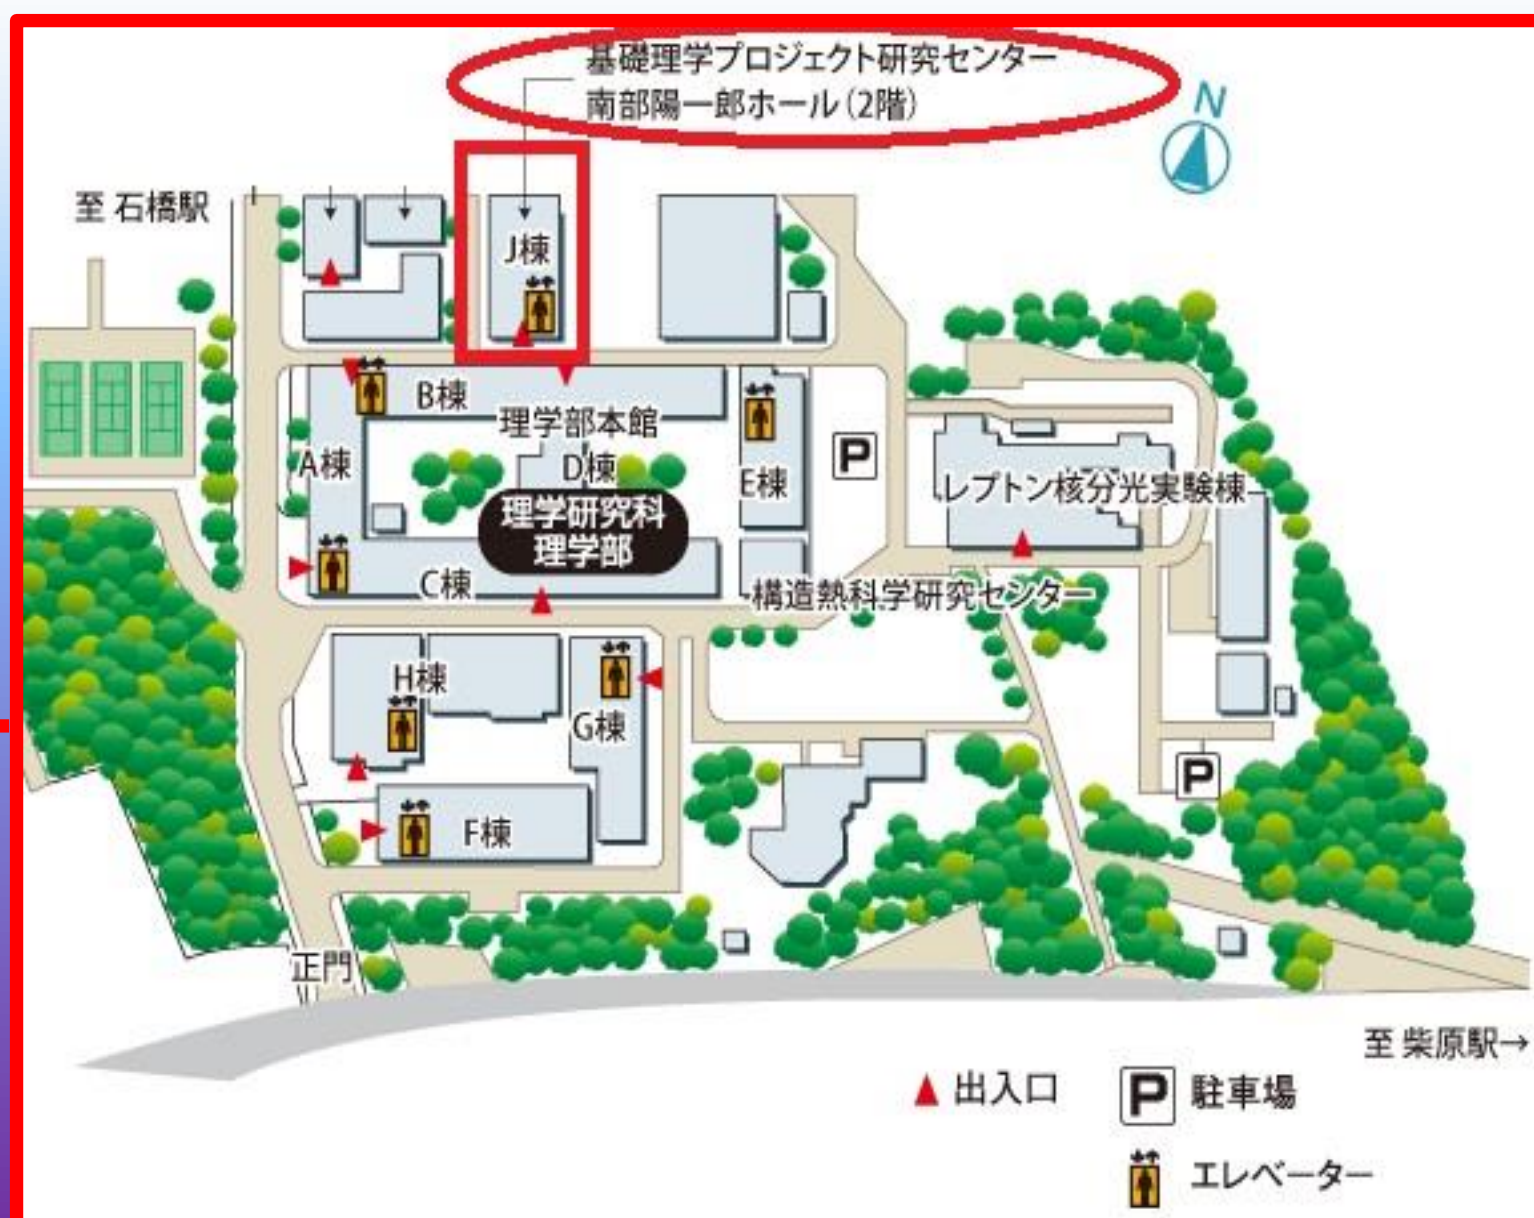 基礎理学プロジェクト研究センター
南部陽一郎ホール(2階)
N
至 石橋駅
J棟
B棟
理学部本館
A棟
D棟
E棟
P
レプトン核分光実験棟
理学研究科
理学部
C棟
構造熱科学研究センター
H棟
G棟
P
F棟
正門
至 柴原駅→
出入口
P 駐車場
エレベーター